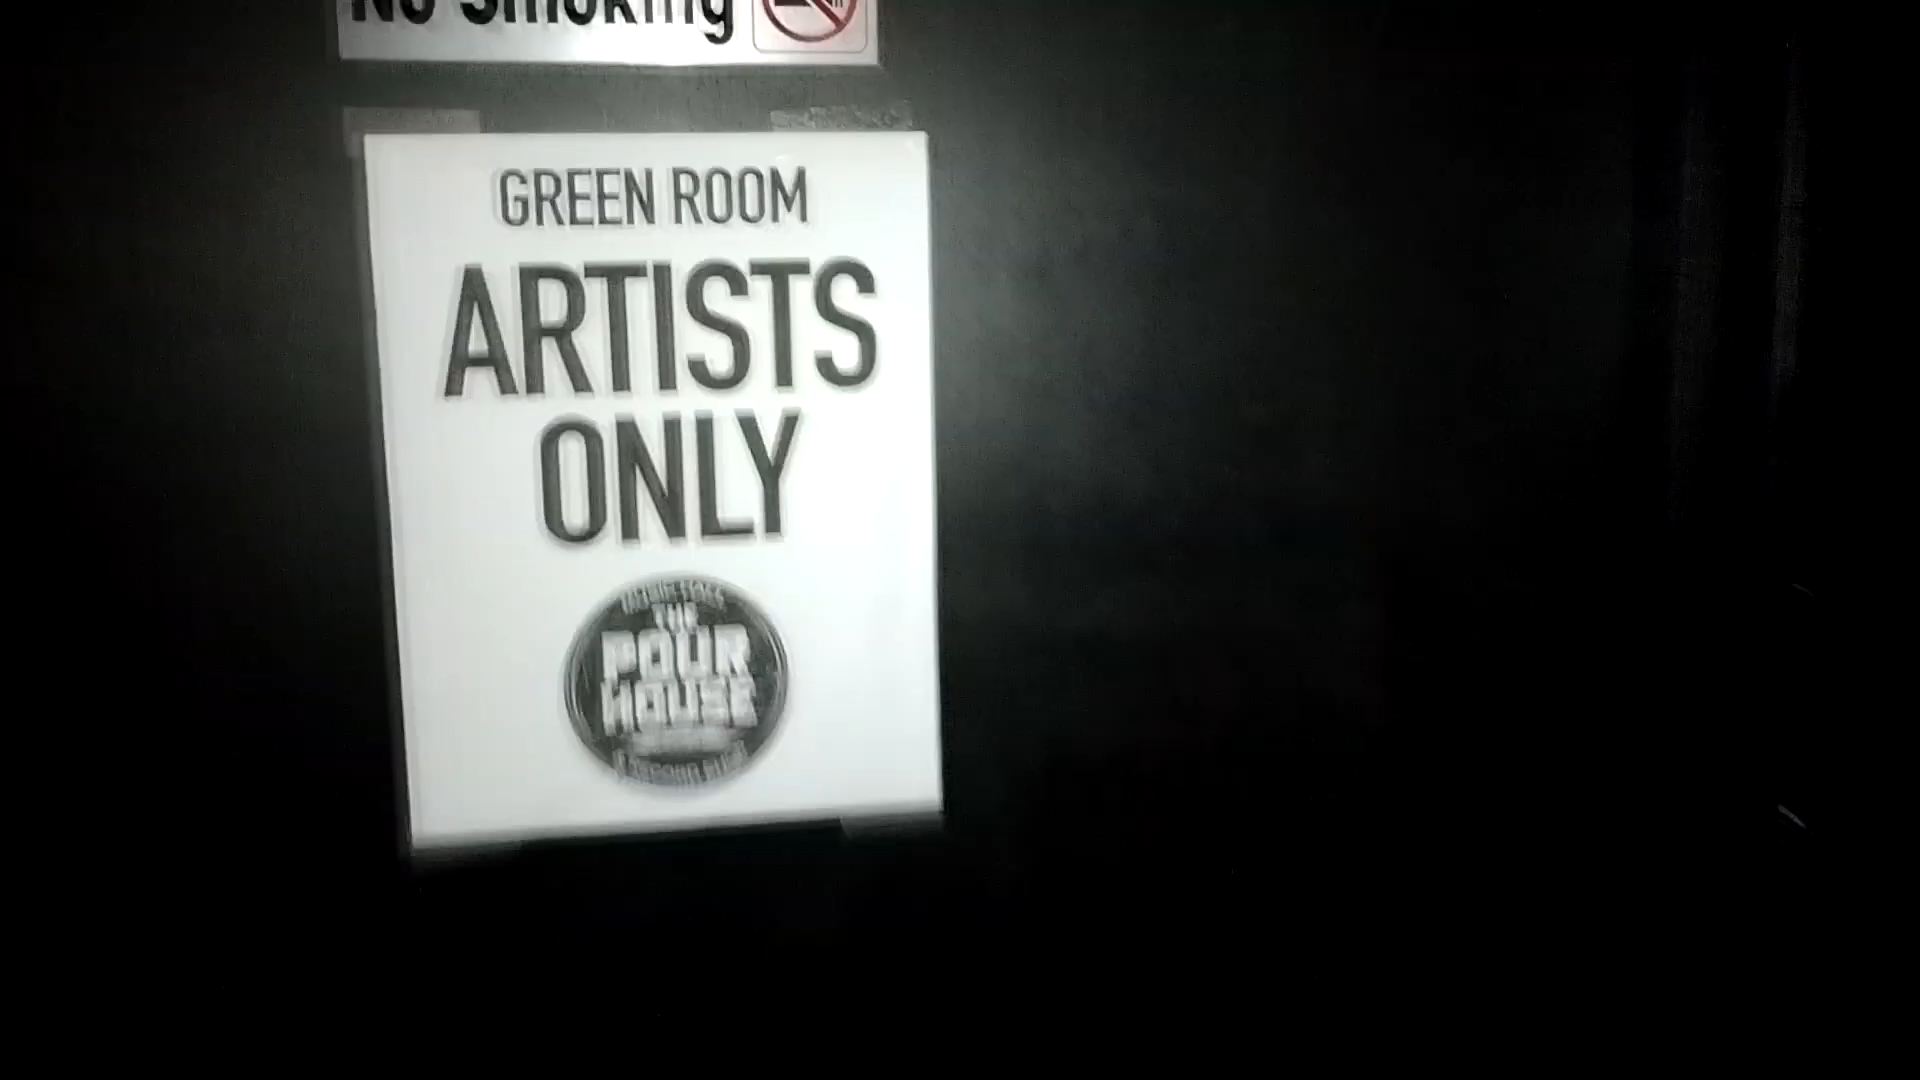 No Smoking
GREEN ROOM
ARTISTS
ONLY
THE
POUR
HOUSE